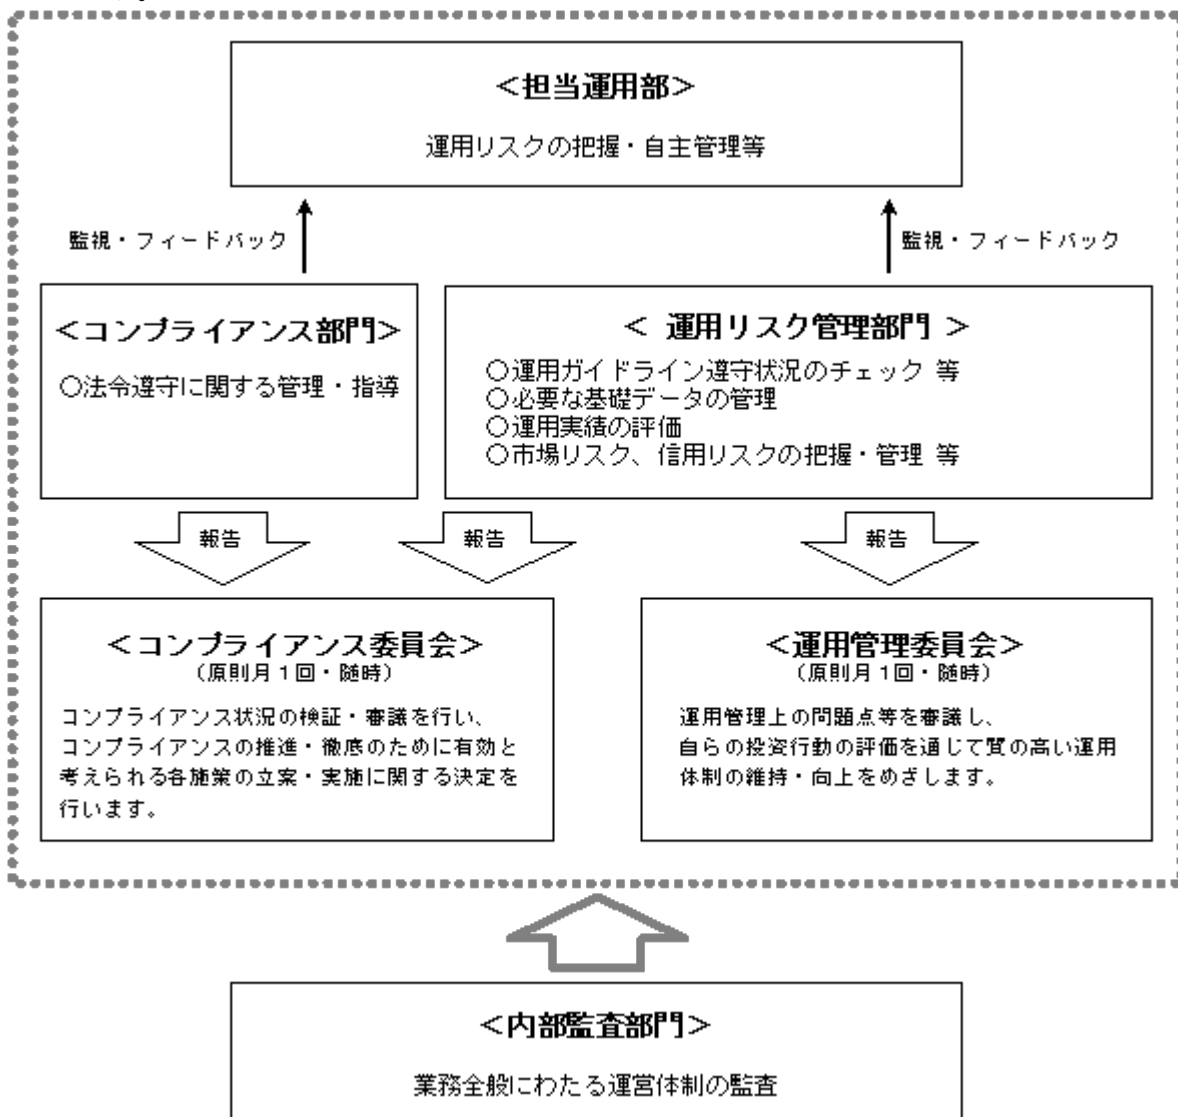 ＜担当運用部＞
運用リスクの把握・自主管理等
監視・フィードバック
監視・フィードバック
＜コンプライアンス部門＞
○法令遵守に関する管理・指導
＜ 運用リスク管理部門 ＞
○運用ガイドライン遵守状況のチェック 等
○必要な基礎データの管理
○運用実績の評価
○市場リスク、信用リスクの把握・管理 等
報告
報告
＜コンプライアンス委員会＞
（原則月１回・随時）
コンプライアンス状況の検証・審議を行い、
コンプライアンスの推進・徹底のために有効と
考えられる各施策の立案・実施に関する決定を
行います。
＜運用管理委員会＞
（原則月１回・随時）
運用管理上の問題点等を審議し、
自らの投資行動の評価を通じて質の高い運用
体制の維持・向上をめざします。
＜内部監査部門＞
業務全般にわたる運営体制の監査